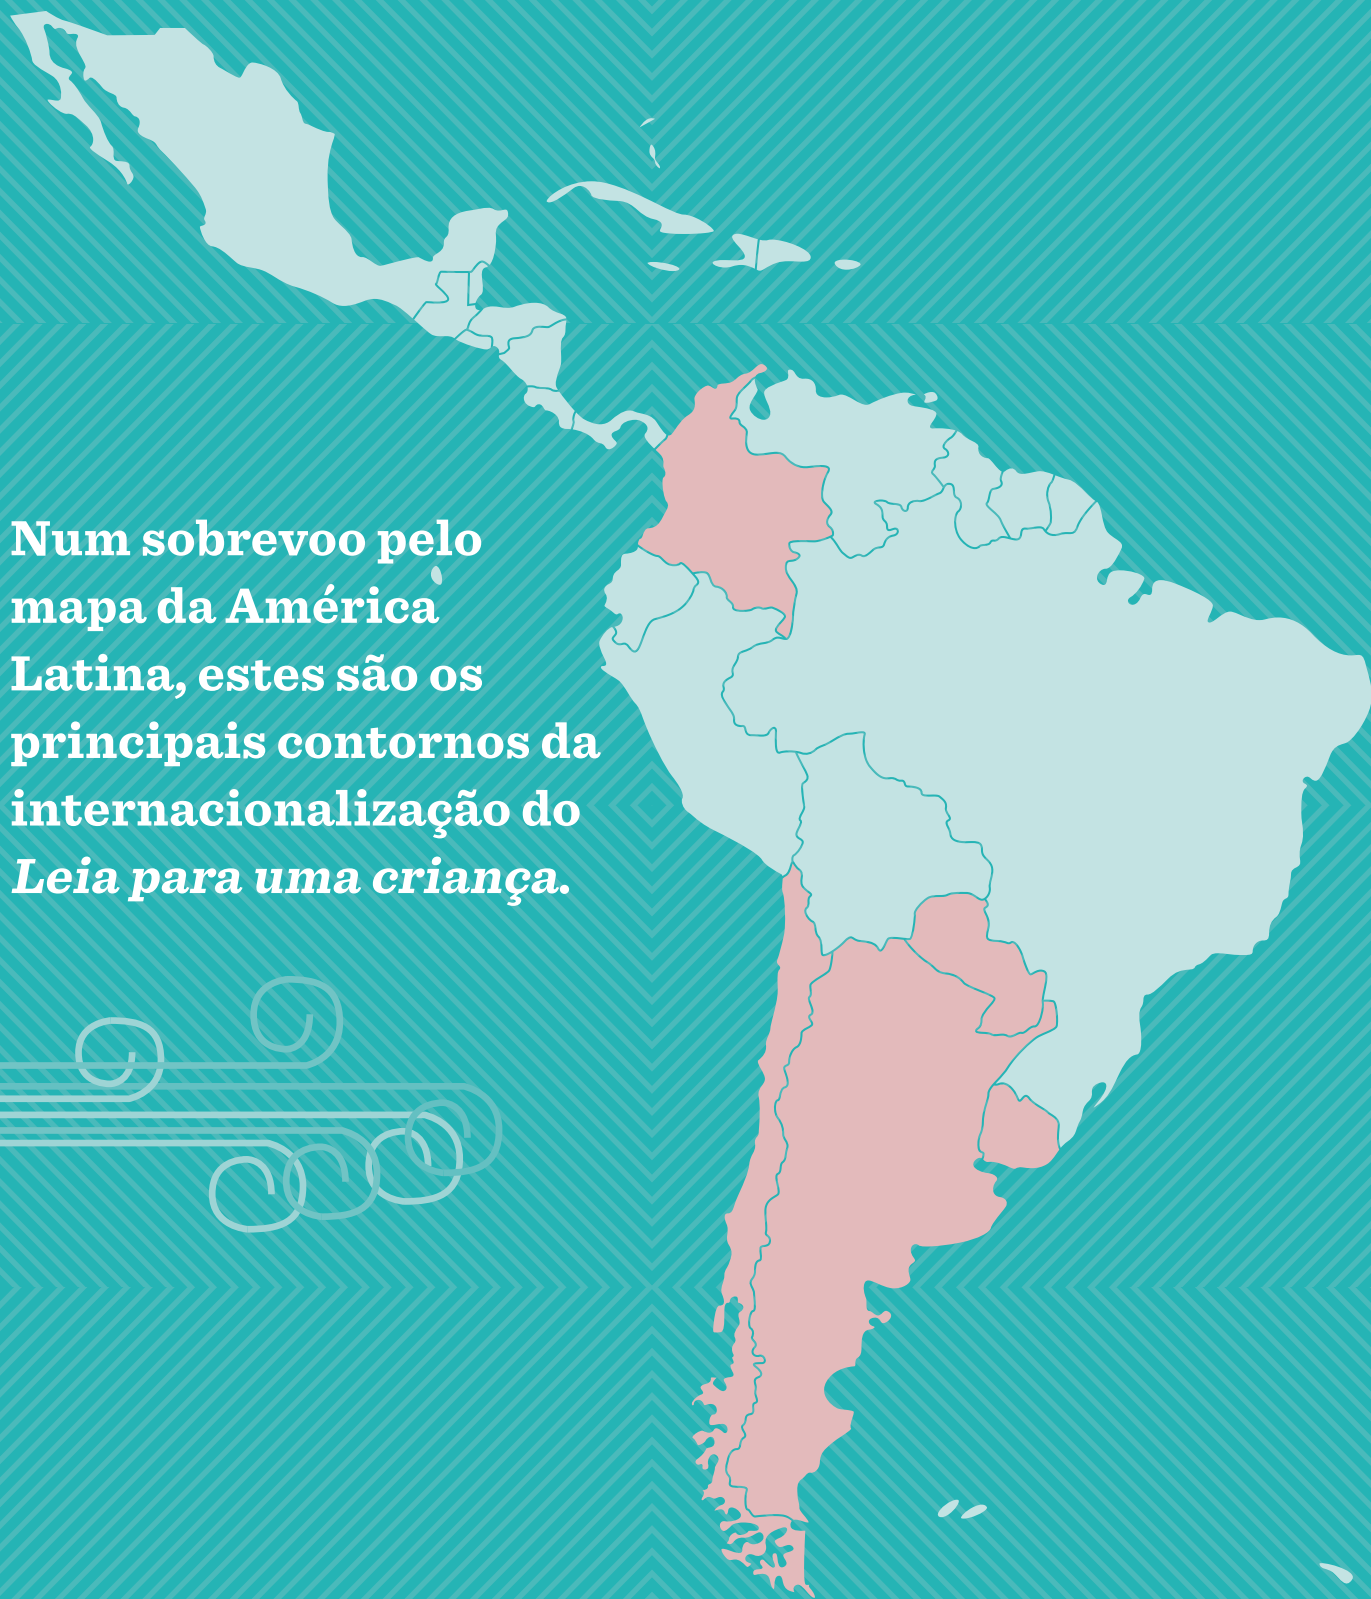 Num sobrevoo pelo
mapa da América
Latina, estes são os
principais contornos da
internacionalização do
Leia para uma criança.